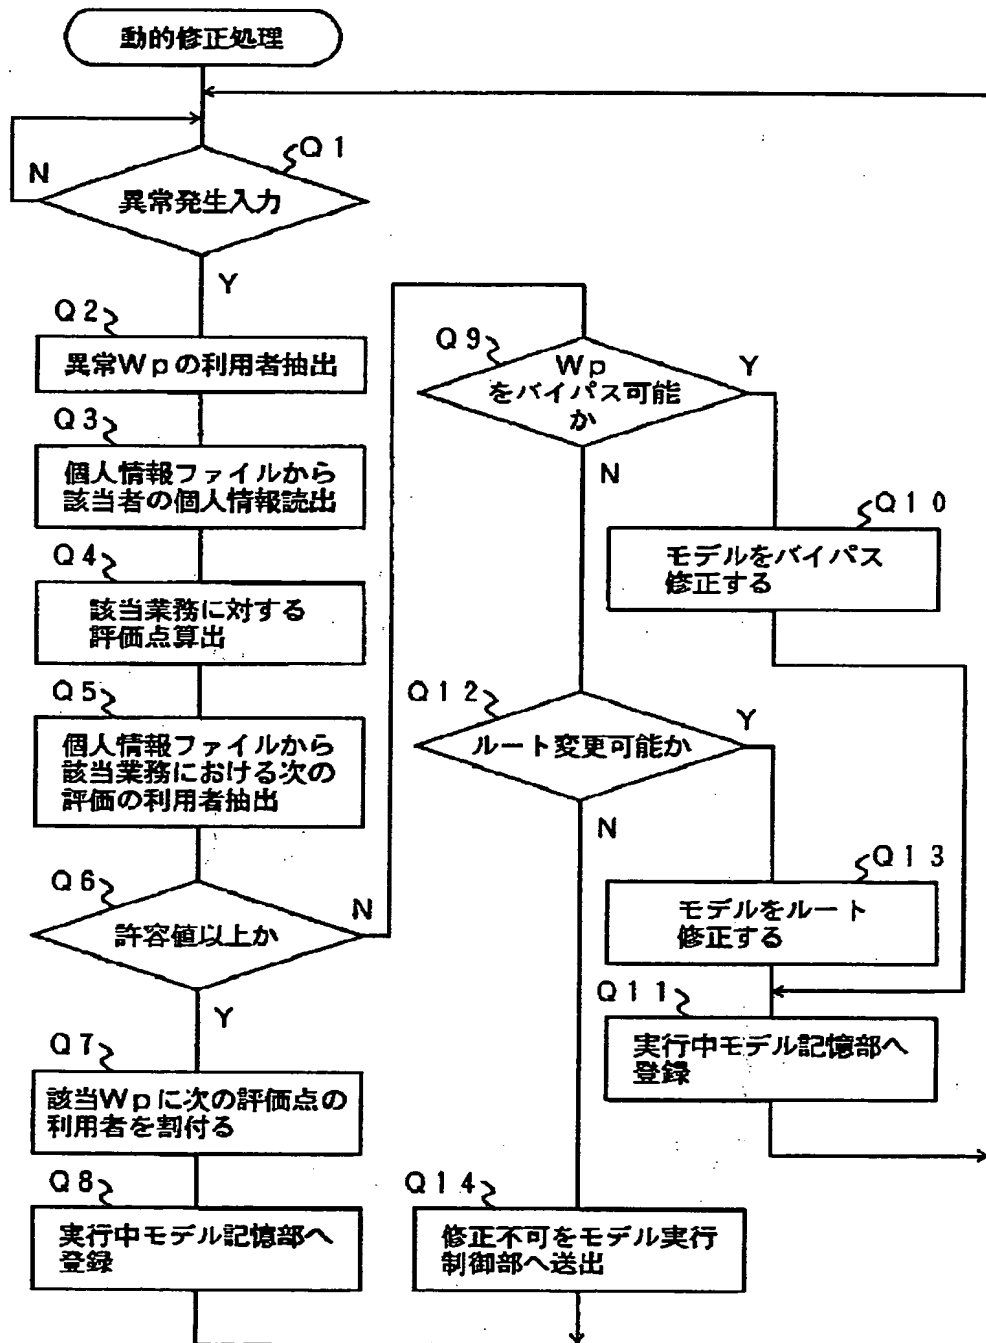 動的修正処理
Q1
N
異常発生入力
Y
Q2
異常Wpの利用者抽出
Q3
個人情報ファイルから
該当者の個人情報読出
Q4
該当業務に対する
評価点算出
Q5
個人情報ファイルから
該当業務における次の
評価の利用者抽出
Q6
N
許容値以上か
Y
Q7
該当Wpに次の評価点の
利用者を割付る
Q8
実行中モデル記憶部へ
登録
Q9
Y
Wp
をバイパス可能
か
N
Q10
モデルをバイパス
修正する
Q12
Y
ルート変更可能か
N
Q13
モデルをルート
修正する
Q11
実行中モデル記憶部へ
登録
Q14
修正不可をモデル実行
制御部へ送出